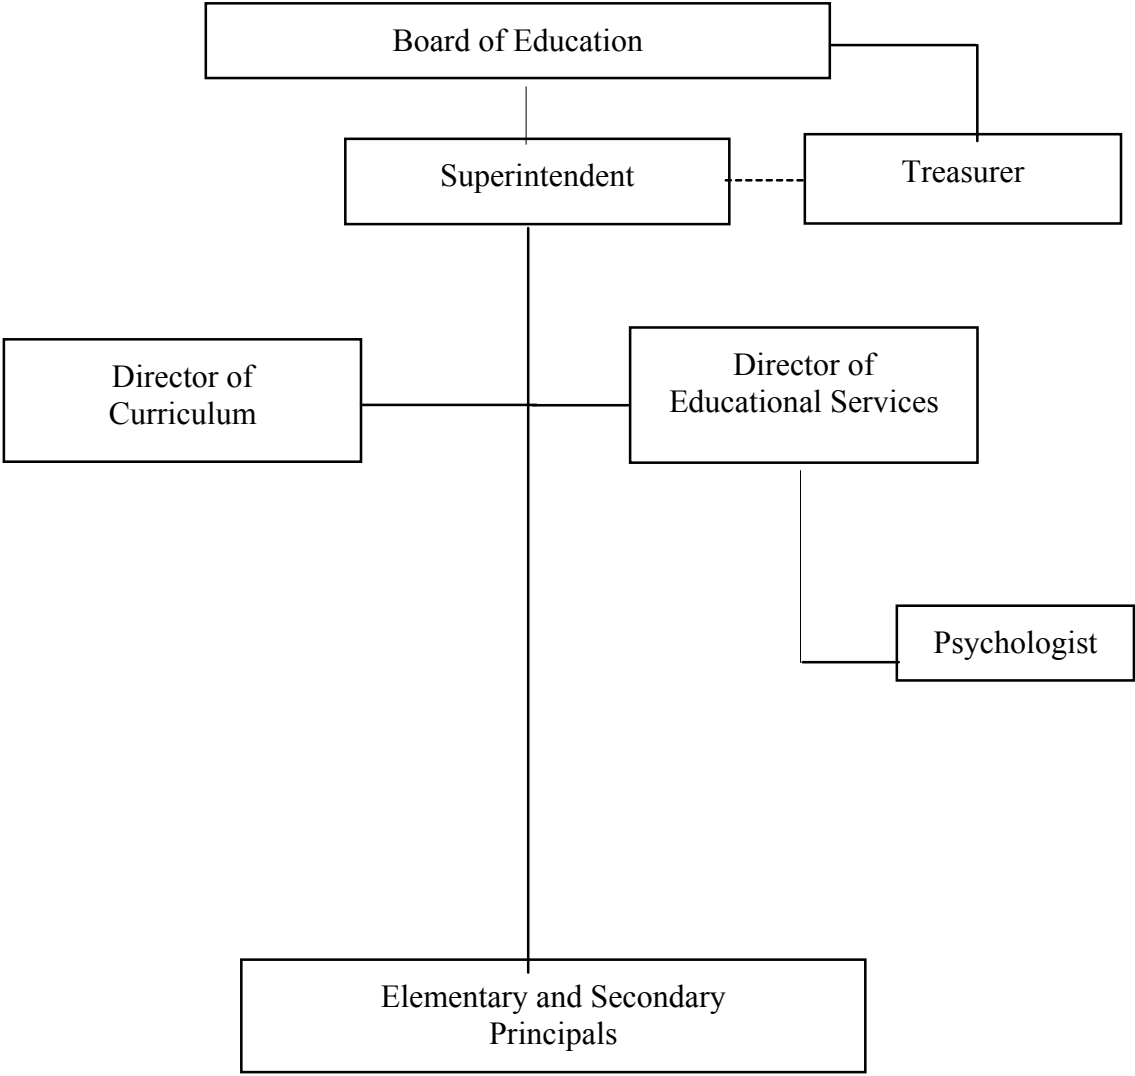 Board of Education
Superintendent
Treasurer
Director of
Curriculum
Director of
Educational Services
Psychologist
Elementary and Secondary
Principals